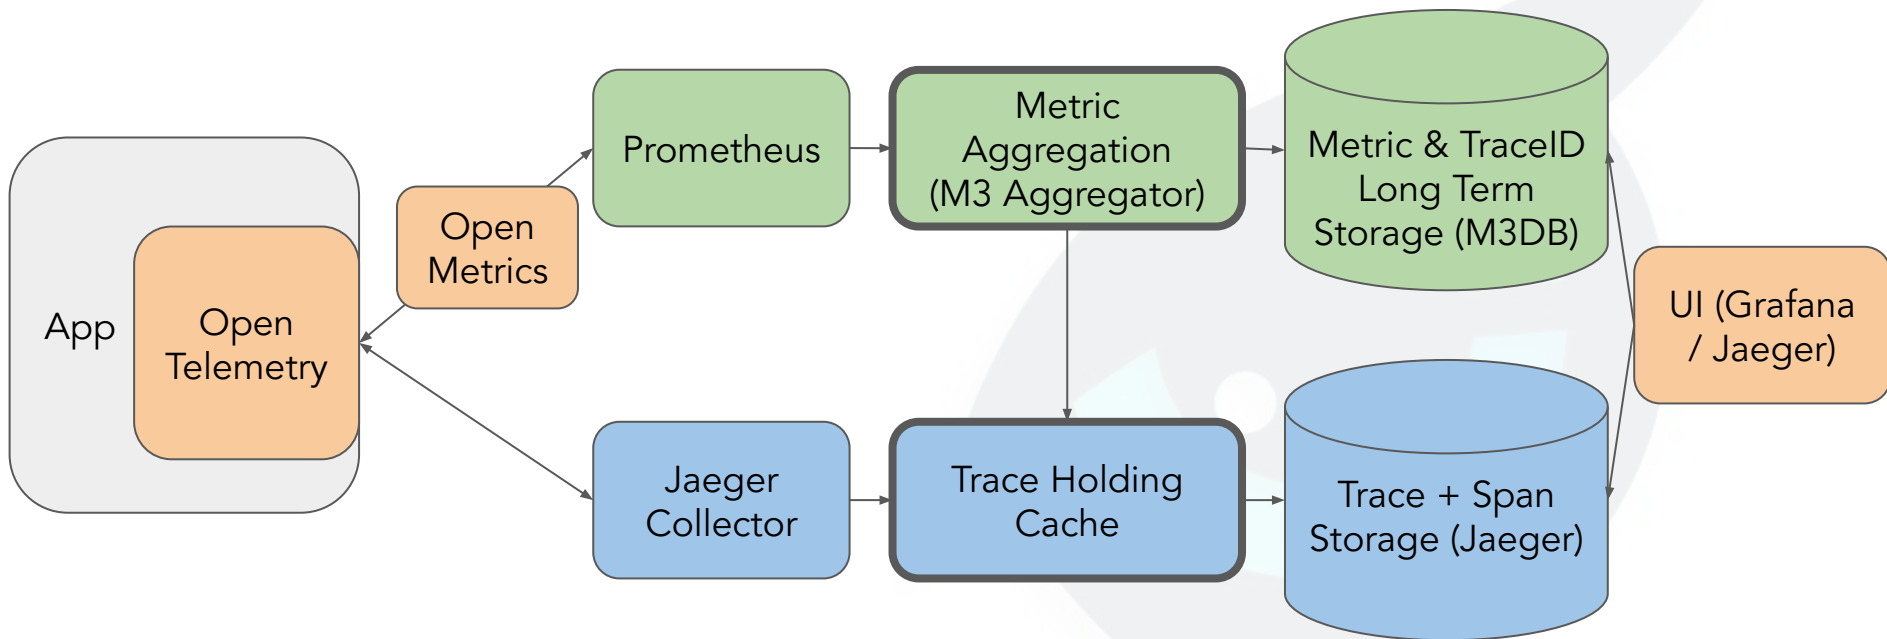 App
Open
Telemetry
Open
Metrics
Prometheus
Metric
Aggregation
(M3 Aggregator)
Metric & TraceID
Long Term
Storage (M3DB)
Jaeger
Collector
Trace Holding
Cache
Trace + Span
Storage (Jaeger)
UI (Grafana
/ Jaeger)